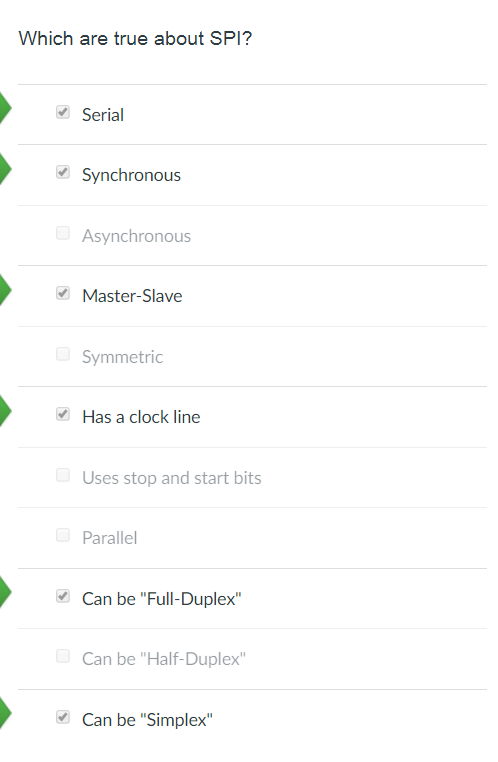 Which are true about SPI?
Serial
Synchronous
Asynchronous
Master-Slave
Symmetric
Has a clock line
Uses stop and start bits
Parallel
Can be "Full-Duplex"
Can be "Half-Duplex"
Can be "Simplex"